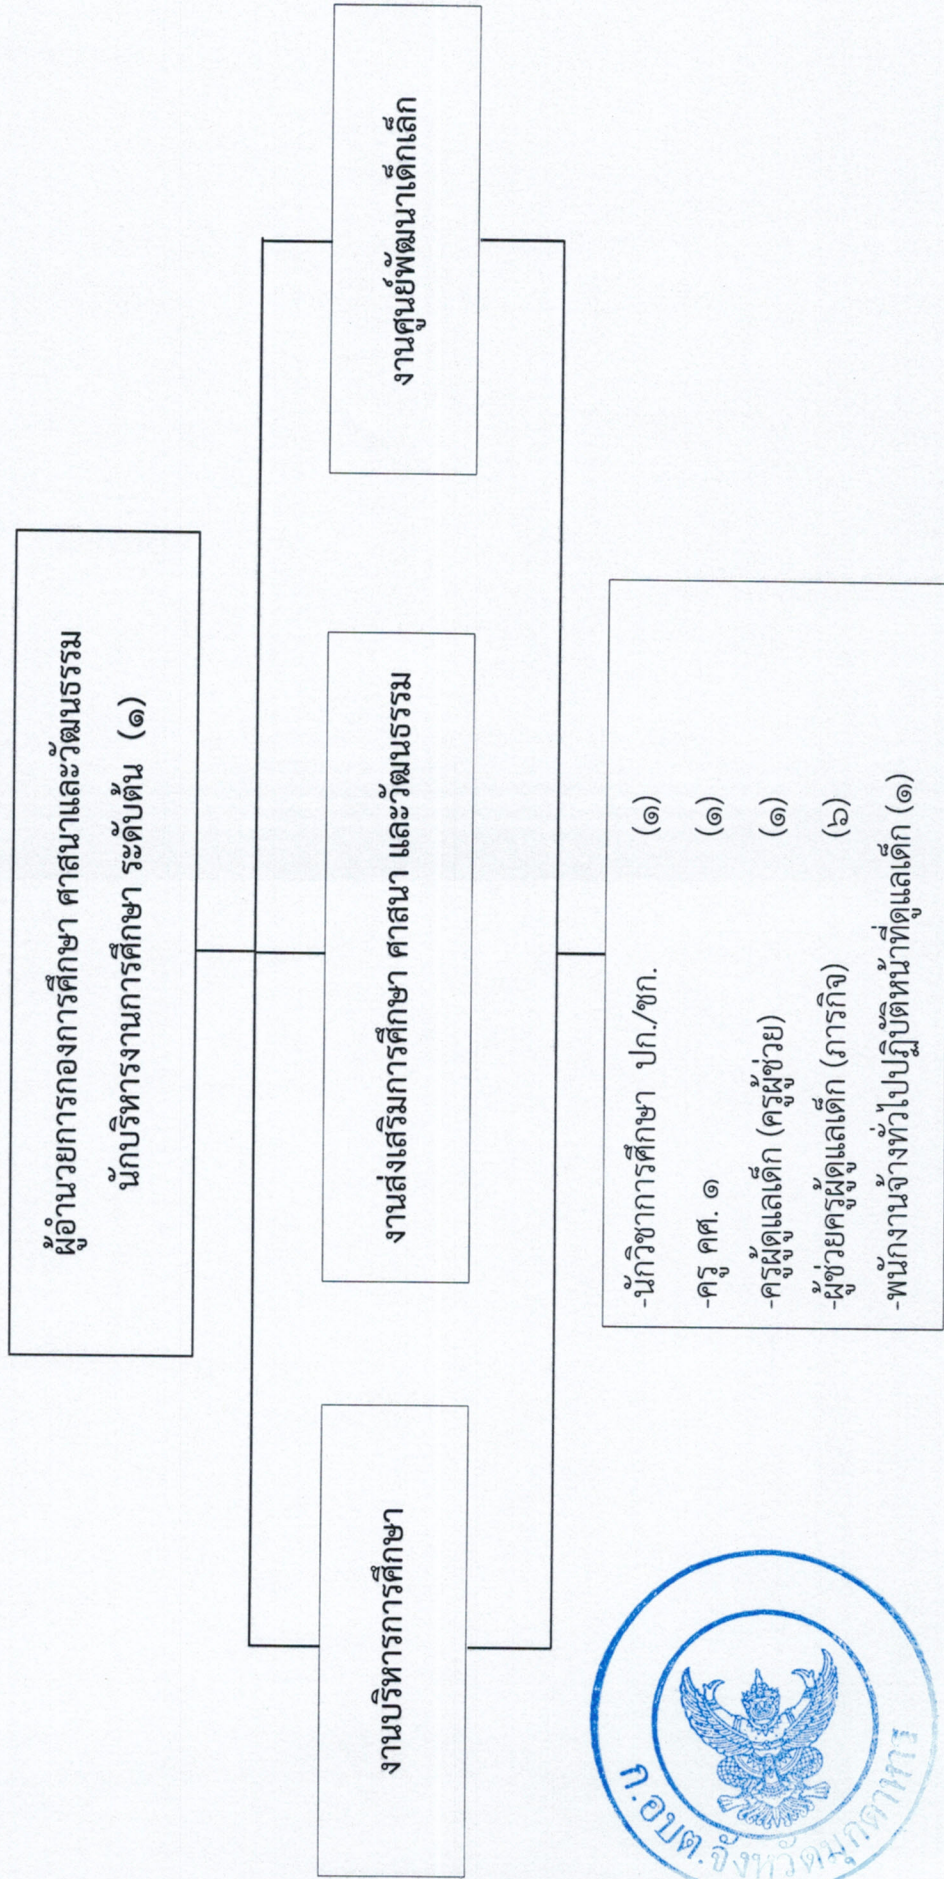 ผู้อำนวยการกองการศึกษา ศาสนาและวัฒนธรรม
นักบริหารงานการศึกษา ระดับต้น (๑)
งานบริหารการศึกษา
งานส่งเสริมการศึกษา ศาสนา และวัฒนธรรม
งานศูนย์พัฒนาเด็กเล็ก
-นักวิชาการศึกษา ปก./ชก. (๑)
-ครู คศ. ๑ (๑)
-ครูผู้ดูแลเด็ก (ครูผู้ช่วย) (๑)
-ผู้ช่วยครูผู้ดูแลเด็ก (ภารกิจ) (๖)
-พนักงานจ้างทั่วไปปฏิบัติหน้าที่ดูแลเด็ก (๑)
ก.อบต.จังหวัดมุกดาหาร